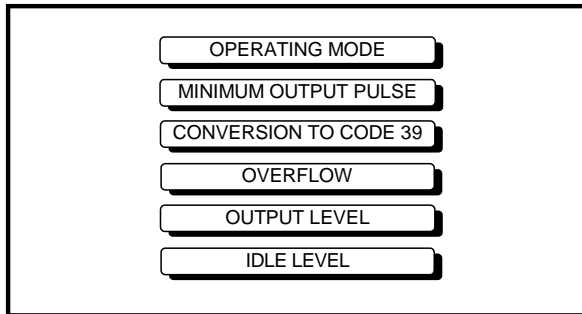 OPERATING MODE
MINIMUM OUTPUT PULSE
CONVERSION TO CODE 39
OVERFLOW
OUTPUT LEVEL
IDLE LEVEL